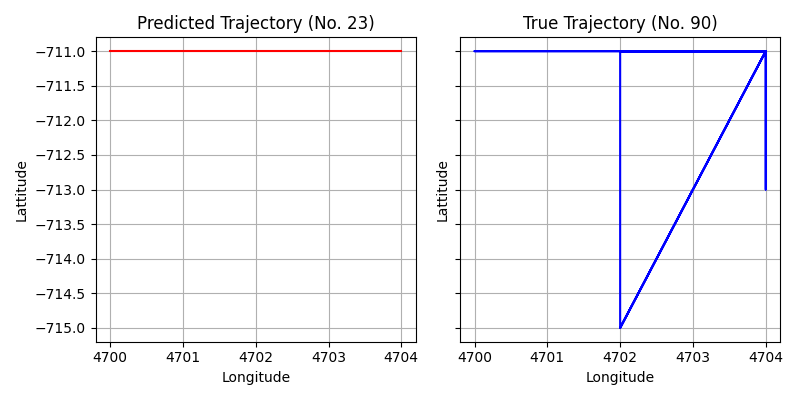 Predicted Trajectory (No. 23)
True Trajectory (No. 90)
Lattitude
−711.0
−711.5
−712.0
−712.5
−713.0
−713.5
−714.0
−714.5
−715.0
4700 4701 4702 4703 4704
Longitude
Lattitude
4700 4701 4702 4703 4704
Longitude